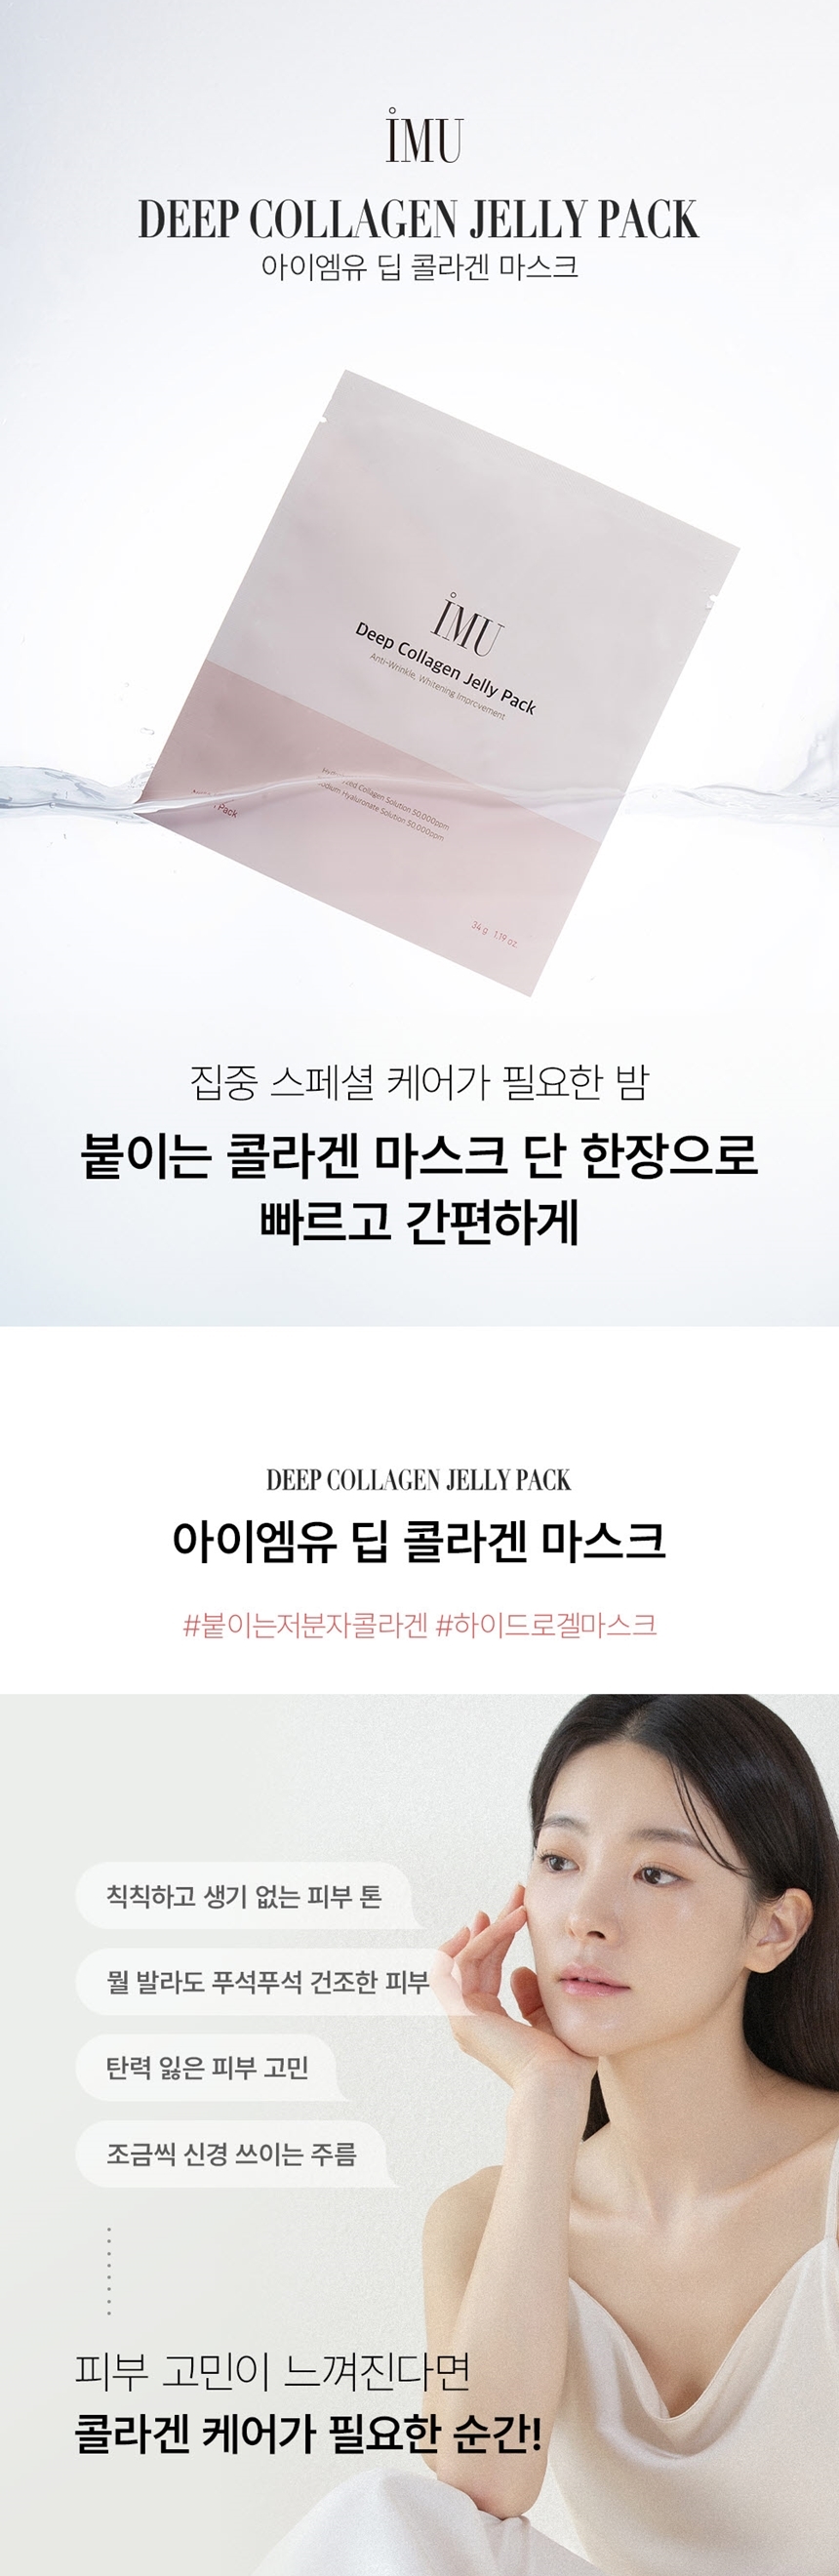 iMU
DEEP COLLAGEN JELLY PACK
아이엠유 딥 콜라겐 마스크
iMU
Deep Collagen Jelly Pack
Anti-Wrinkle, Whitening Improvement
Collagen Solution 50,000ppm
Hyaluronate Solution 50,000ppm
Pack
34 g 1.19 oz.
집중 스페셜 케어가 필요한 밤
붙이는 콜라겐 마스크 단 한장으로
빠르고 간편하게
DEEP COLLAGEN JELLY PACK
아이엠유 딥 콜라겐 마스크
#붙이는저분자콜라겐 #하이드로겔마스크
칙칙하고 생기 없는 피부 톤
뭘 발라도 푸석푸석 건조한 피부
탄력 잃은 피부 고민
조금씩 신경 쓰이는 주름
피부 고민이 느껴진다면
콜라겐 케어가 필요한 순간!